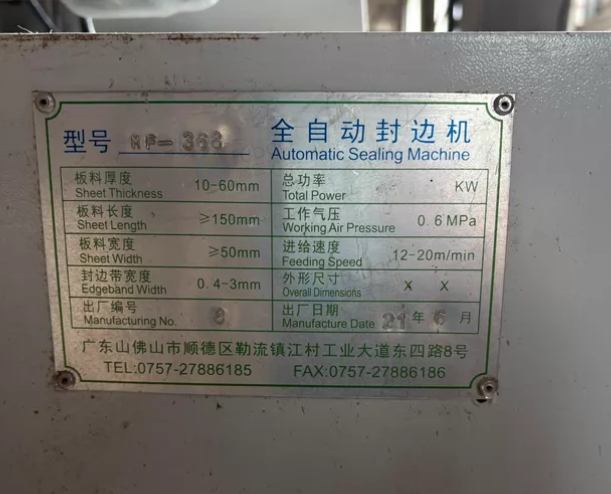 型号 全自动封边机
Automatic Sealing Machine
板料厚度 10-60mm 总功率 KW
Sheet Thickness Total Power
板料长度 ≥150mm 工作气压 0.6MPa
Sheet Length Working Air Pressure
板料宽度 ≥50mm 进给速度 12-20m/min
Sheet Width Feeding Speed
封边带宽度 0.4-3mm 外形尺寸 X X
Edgeband Width Overall Dimensions
出厂编号 8 出厂日期 21年6月
Manufacturing No. Manufacture Date
广东山佛山市顺德区勒流镇江村工业大道东四路8号
TEL:0757-27886185 FAX:0757-27886186